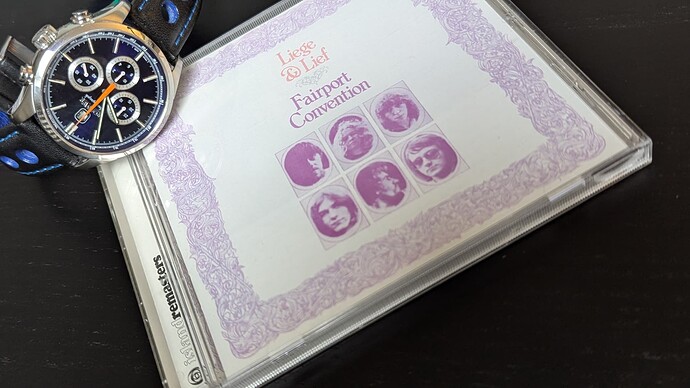 Liege
& Lief
Fairport
Convention
island remasters